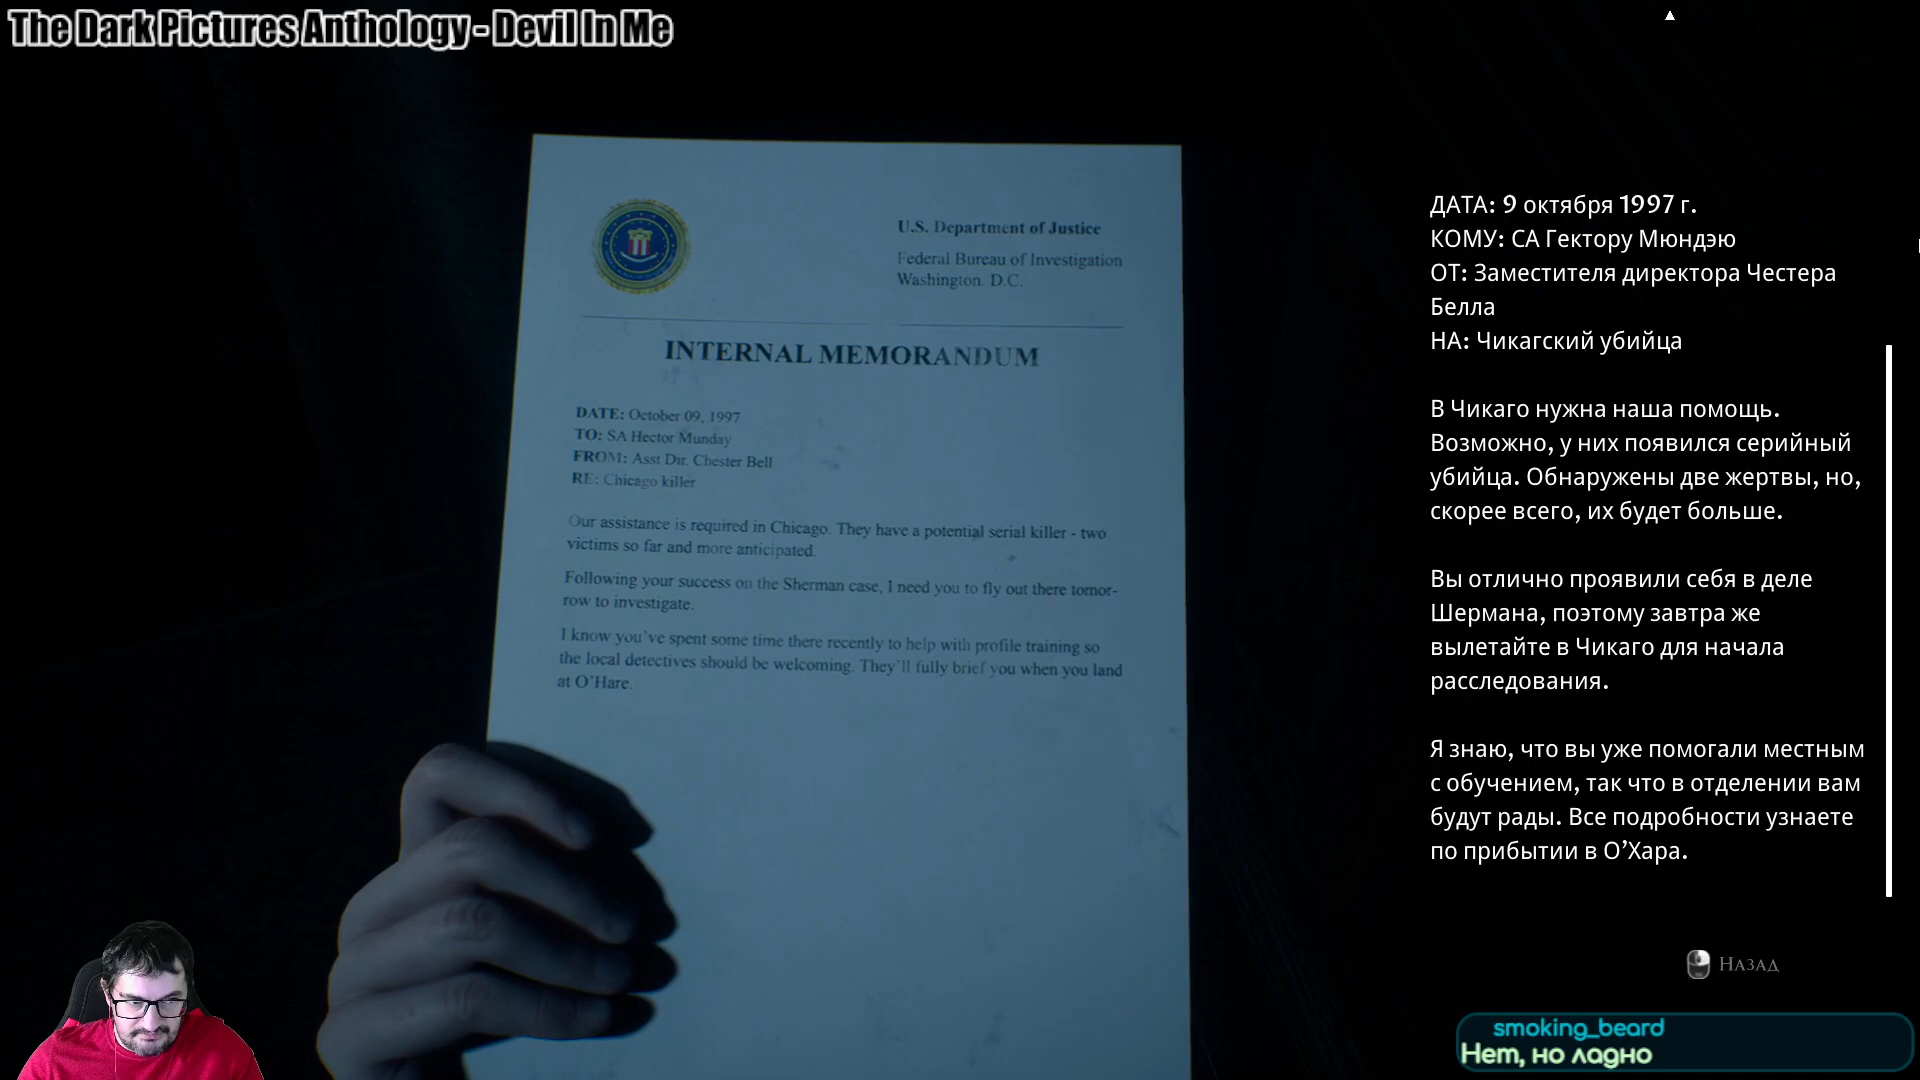 The Dark Pictures Anthology - Devil In Me
U.S. Department of Justice
Federal Bureau of Investigation
Washington. D.C.
INTERNAL MEMORANDUM
DATE: October 09, 1997
TO: SA Hector Munday
FROM: Asst Dir. Chester Bell
RE: Chicago killer
Our assistance is required in Chicago. They have a potential serial killer - two
victims so far and more anticipated.
Following your success on the Sherman case, I need you to fly out there tomor-
row to investigate.
I know you've spent some time there recently to help with profile training so
the local detectives should be welcoming. They'll fully brief you when you land
at O'Hare.
ДАТА: 9 октября 1997 г.
КОМУ: СА Гектору Мюндэю
ОТ: Заместителя директора Честера
Белла
НА: Чикагский убийца
В Чикаго нужна наша помощь.
Возможно, у них появился серийный
убийца. Обнаружены две жертвы, но,
скорее всего, их будет больше.
Вы отлично проявили себя в деле
Шермана, поэтому завтра же
вылетайте в Чикаго для начала
расследования.
Я знаю, что вы уже помогали местным
с обучением, так что в отделении вам
будут рады. Все подробности узнаете
по прибытии в О’Хара.
Назад
smoking_beard
Нет, но ладно